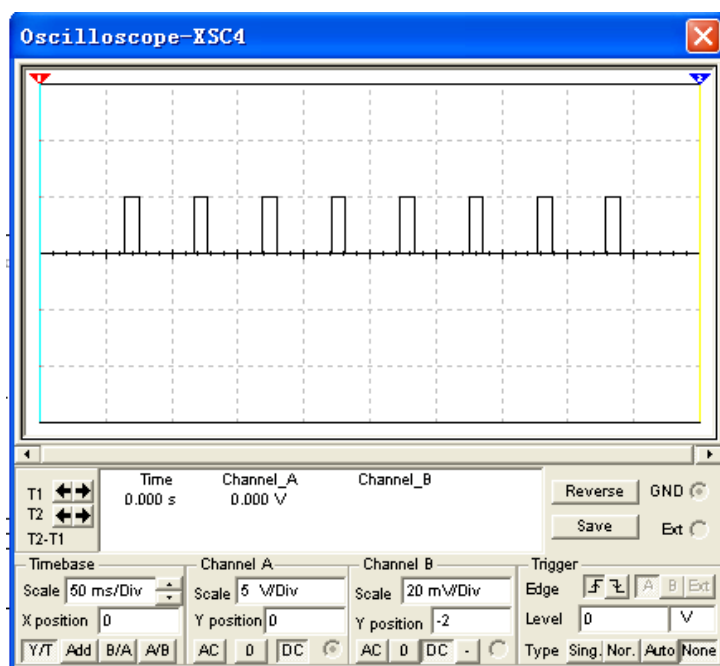 Oscilloscope-XSC4
1
2
Time Channel_A Channel_B
T1 0.000 s 0.000 V
T2
T2-T1
Reverse GND
Save Ext
Timebase Channel A Channel B Trigger
Scale 50 ms/Div Scale 5 V/Div Scale 20 mV/Div Edge A B Ext
X position 0 Y position 0 Y position -2 Level 0 V
Y/T Add B/A A/B AC 0 DC AC 0 DC - Type Sing. Nor. Auto None